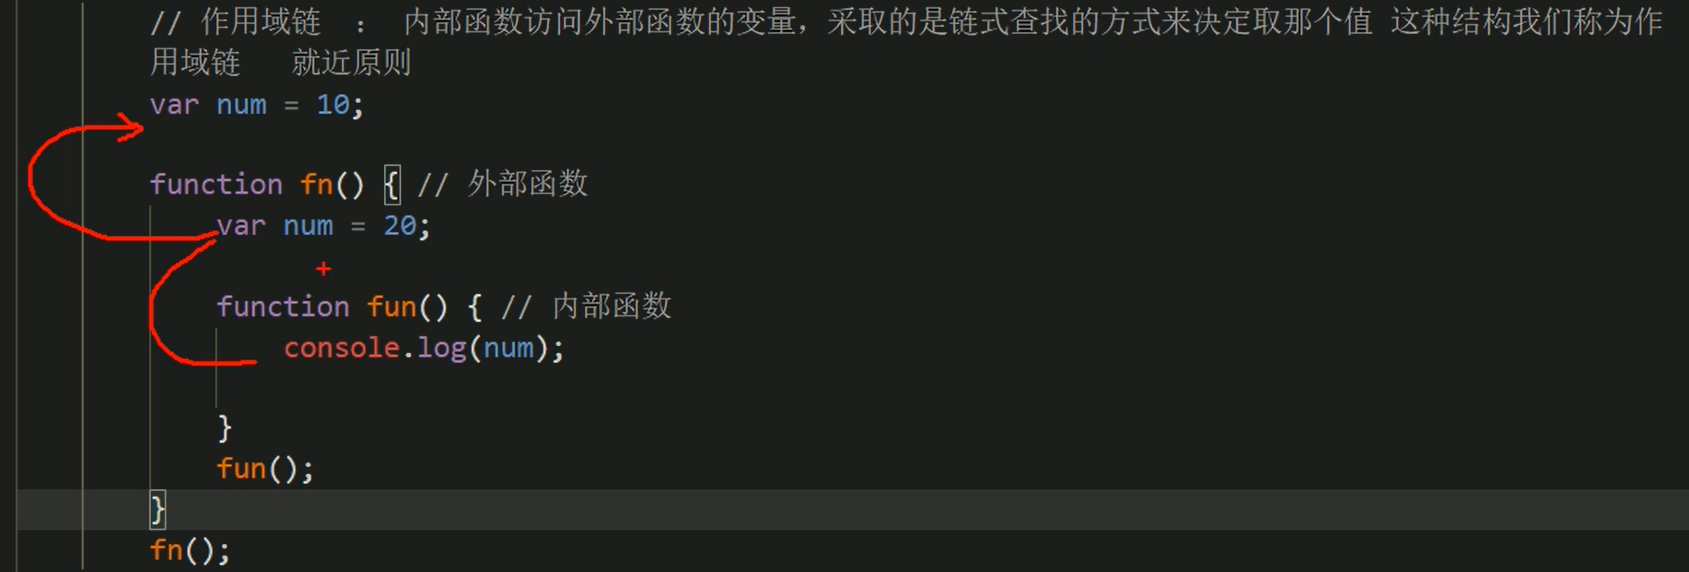 // 作用域链 ： 内部函数访问外部函数的变量，采取的是链式查找的方式来决定取那个值 这种结构我们称为作
用域链 就近原则
var num = 10;
function fn() { // 外部函数
var num = 20;
function fun() { // 内部函数
console.log(num);
}
fun();
}
fn();